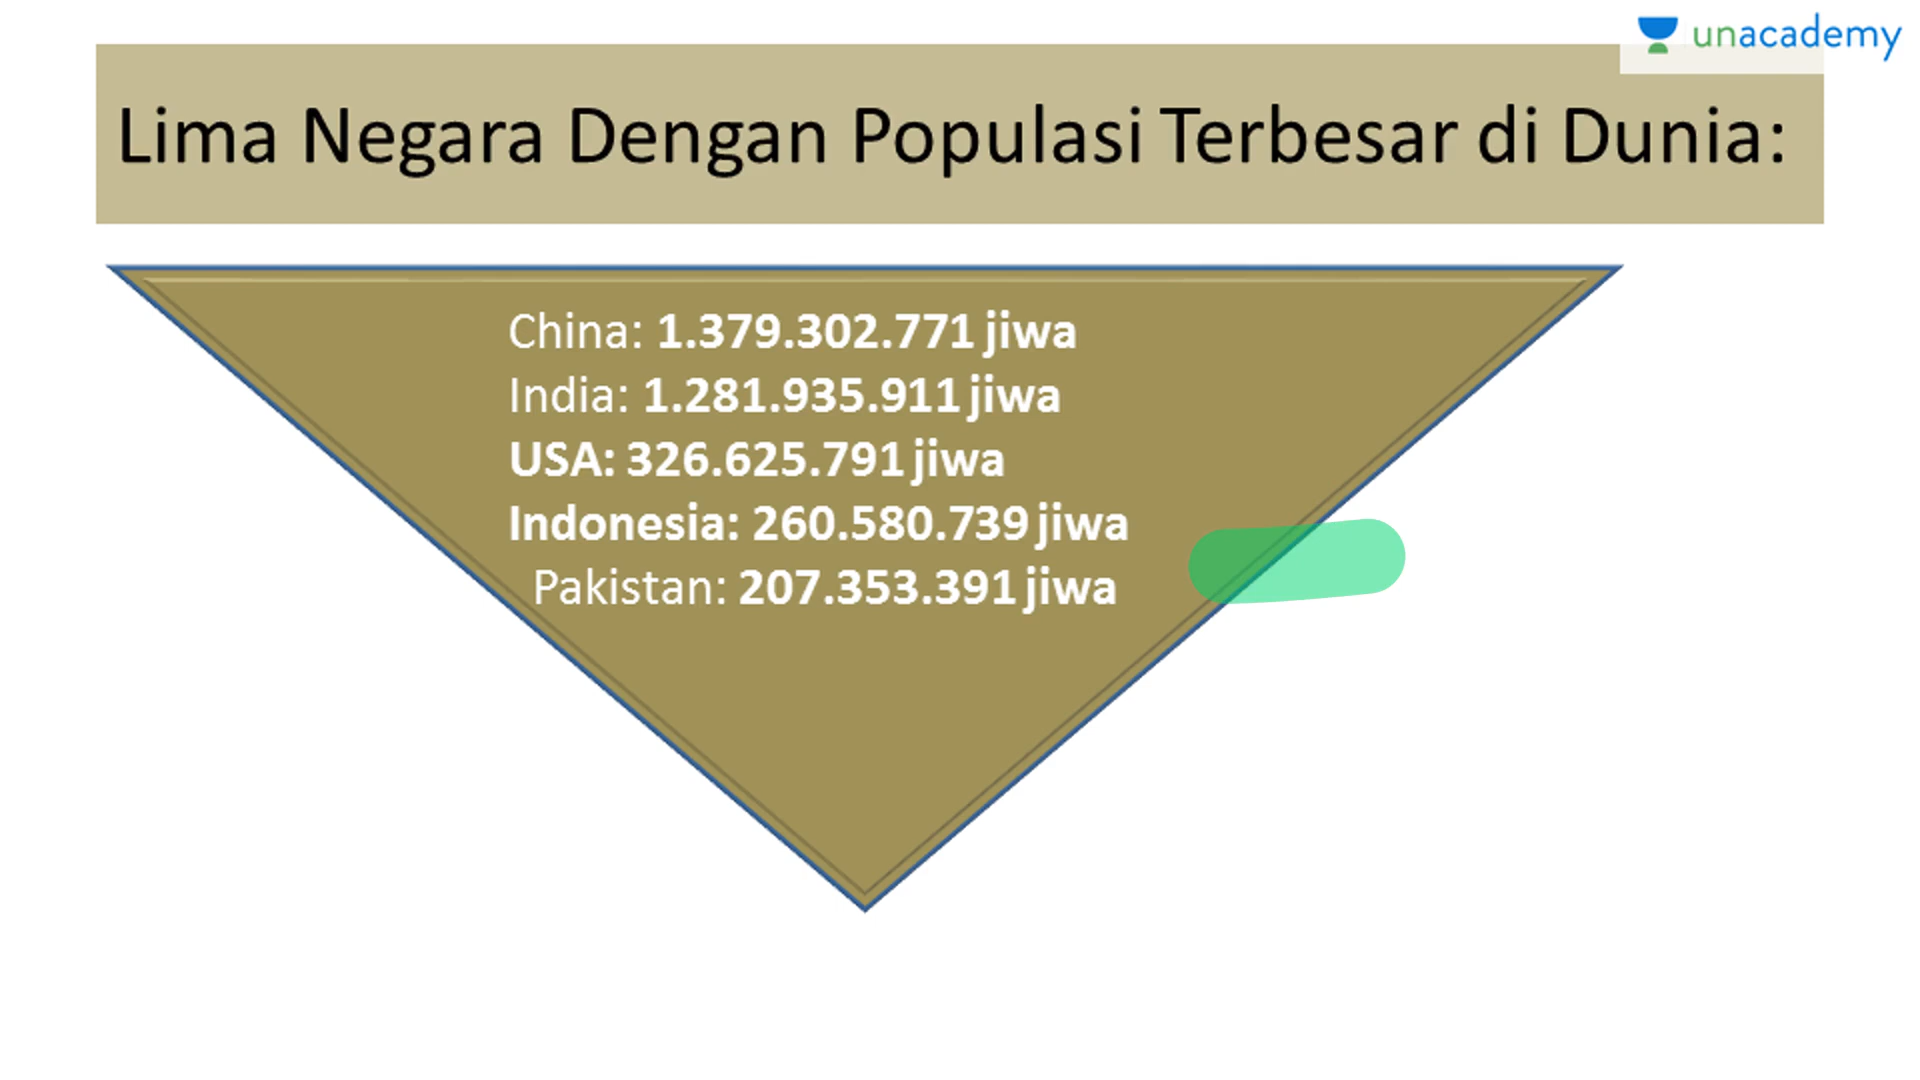 unacademy
Lima Negara Dengan Populasi Terbesar di Dunia:
China: 1.379.302.771 jiwa
India: 1.281.935.911 jiwa
USA: 326.625.791 jiwa
Indonesia: 260.580.739 jiwa
Pakistan: 207.353.391 jiwa